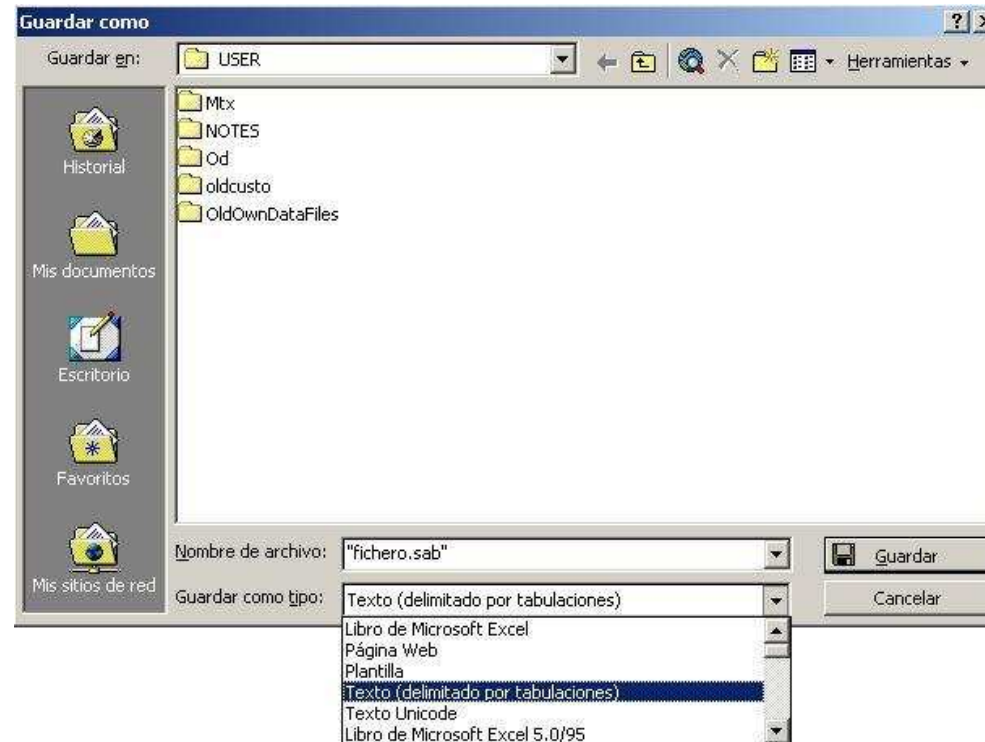 Guardar como
Guardar en:
USER
Herramientas
Mtx
NOTES
Od
oldcusto
OldOwnDataFiles
Historial
Mis documentos
Escritorio
Favoritos
Mis sitios de red
Nombre de archivo:
"fichero.sab"
Guardar
Guardar como tipo:
Texto (delimitado por tabulaciones)
Cancelar
Libro de Microsoft Excel
Página Web
Plantilla
Texto (delimitado por tabulaciones)
Texto Unicode
Libro de Microsoft Excel 5.0/95